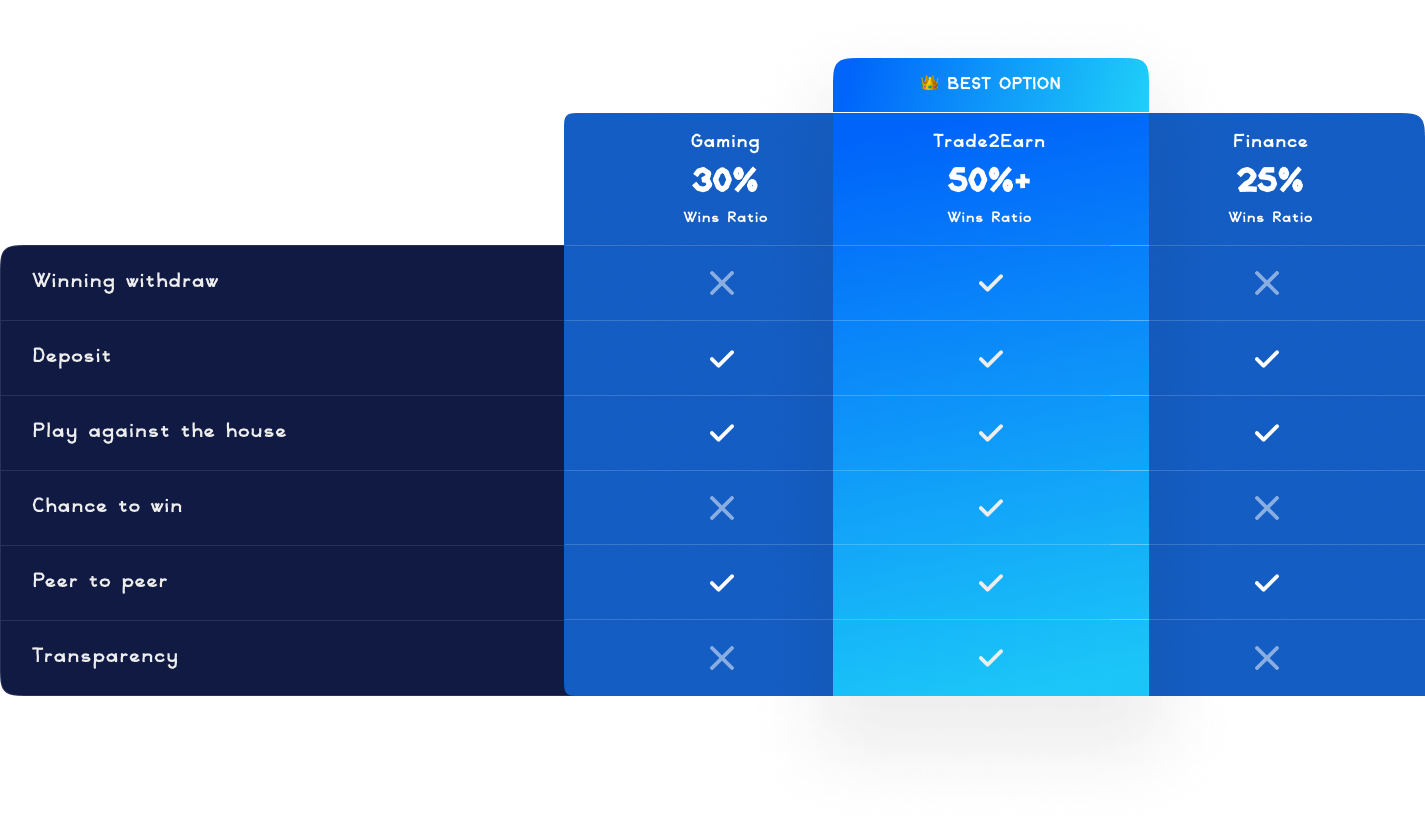 👑 BEST OPTION
Gaming Trade2Earn Finance
30% 50%+ 25%
Wins Ratio Wins Ratio Wins Ratio
Winning withdraw
Deposit
Play against the house
Chance to win
Peer to peer
Transparency